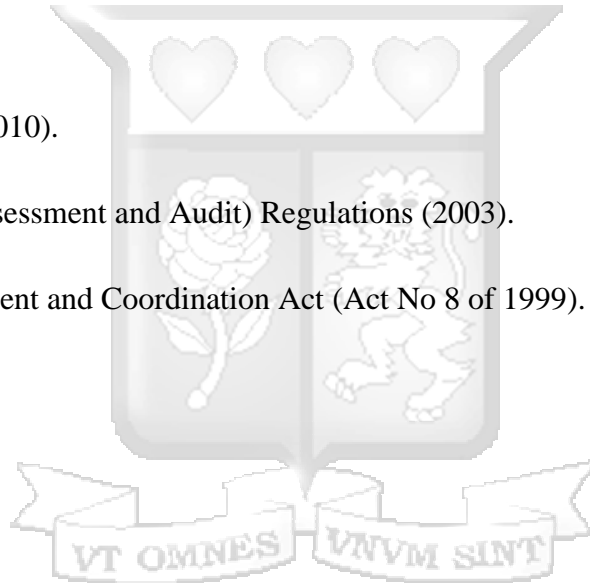 010).
sessment and Audit) Regulations (2003).
ent and Coordination Act (Act No 8 of 1999).
VT OMNES VNVM SINT